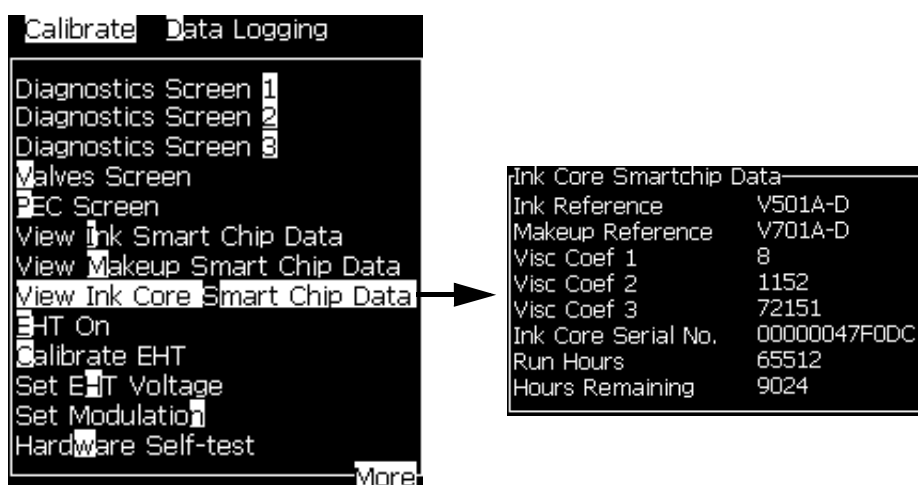 Calibrate Data Logging
Diagnostics Screen 1
Diagnostics Screen 2
Diagnostics Screen 3
Valves Screen
PEC Screen
View Ink Smart Chip Data
View Makeup Smart Chip Data
View Ink Core Smart Chip Data
EHT On
Calibrate EHT
Set EHT Voltage
Set Modulation
Hardware Self-test
More
Ink Core Smartchip Data
Ink Reference V501A-D
Makeup Reference V701A-D
Visc Coef 1 8
Visc Coef 2 1152
Visc Coef 3 72151
Ink Core Serial No. 00000047F0DC
Run Hours 65512
Hours Remaining 9024